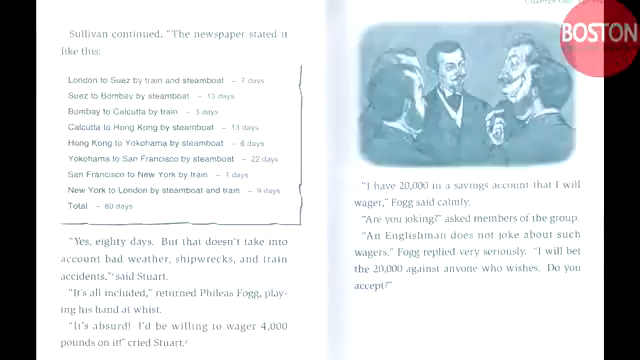 Sullivan continued, "The newspaper stated it
like this:
London to Suez by train and steamboat – 7 days
Suez to Bombay by steamboat – 13 days
Bombay to Calcutta by train – 3 days
Calcutta to Hong Kong by steamboat – 13 days
Hong Kong to Yokohama by steamboat – 6 days
Yokohama to San Francisco by steamboat – 22 days
San Francisco to New York by train – 7 days
New York to London by steamboat and train – 9 days
Total – 80 days
"Yes, eighty days. But that doesn't take into
account bad weather, shipwrecks, and train
accidents," said Stuart.
"It's all included," returned Phileas Fogg, play-
ing his hand at whist.
"It's absurd! I'd be willing to wager 4,000
pounds on it!" cried Stuart.²
BOSTON
"I have 20,000 in a savings account that I will
wager," Fogg said calmly.
"Are you joking?" asked members of the group.
"An Englishman does not joke about such
wagers," Fogg replied very seriously. "I will bet
the 20,000 against anyone who wishes. Do you
accept?"